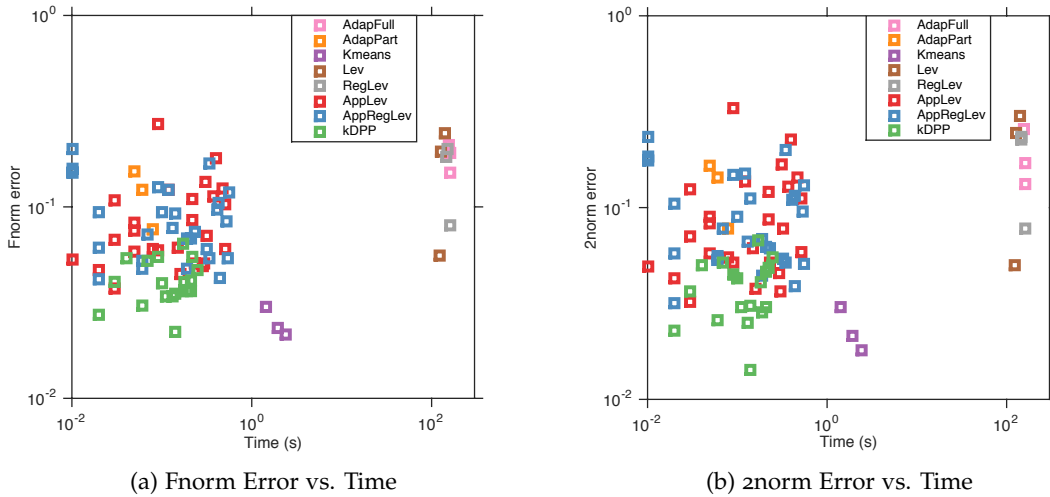 10^0
10^-1
10^-2
Fnorm error
10^-2
10^0
10^2
Time (s)
AdapFull
AdapPart
Kmeans
Lev
RegLev
AppLev
AppRegLev
kDPP
(a) Fnorm Error vs. Time
10^0
10^-1
10^-2
2norm error
10^-2
10^0
10^2
Time (s)
AdapFull
AdapPart
Kmeans
Lev
RegLev
AppLev
AppRegLev
kDPP
(b) 2norm Error vs. Time